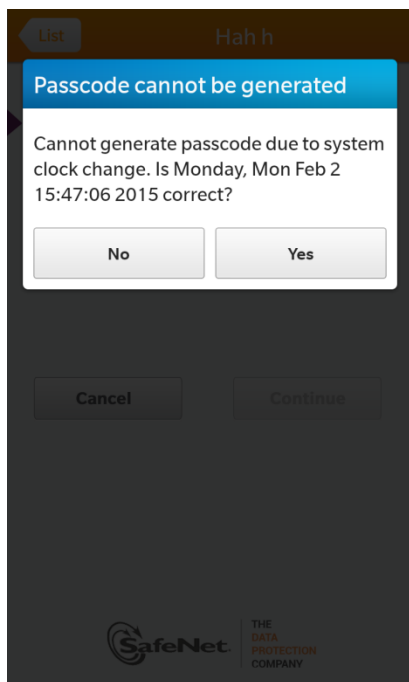 List
Hah h
Passcode cannot be generated
Cannot generate passcode due to system
clock change. Is Monday, Mon Feb 2
15:47:06 2015 correct?
No
Yes
Cancel
Continue
SafeNet.
THE
DATA
PROTECTION
COMPANY